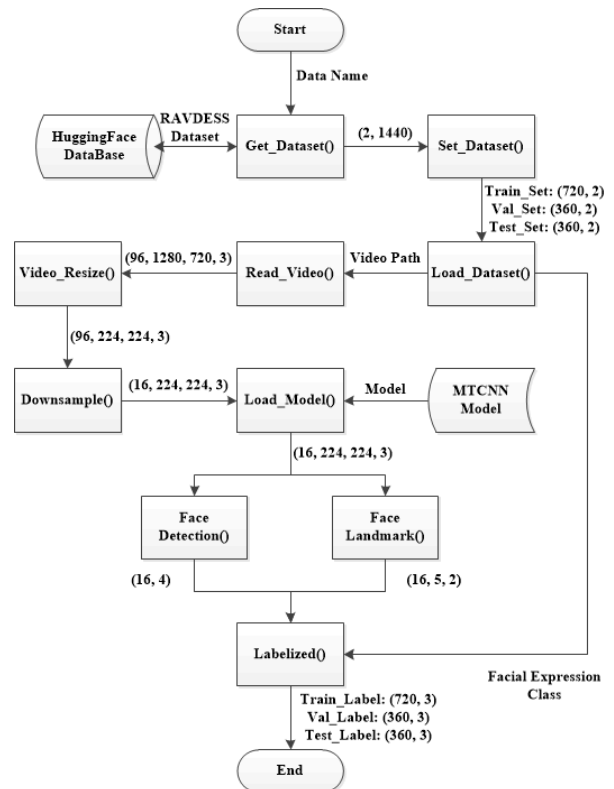 Start
Data Name
HuggingFace
DataBase
RAVDESS
Dataset
Get_Dataset()
(2, 1440)
Set_Dataset()
Train_Set: (720, 2)
Val_Set: (360, 2)
Test_Set: (360, 2)
Video_Resize()
(96, 1280, 720, 3)
Read_Video()
Video Path
Load_Dataset()
(96, 224, 224, 3)
Downsample()
(16, 224, 224, 3)
Load_Model()
Model
MTCNN
Model
(16, 224, 224, 3)
Face
Detection()
Face
Landmark()
(16, 4)
(16, 5, 2)
Labelized()
Facial Expression
Class
Train_Label: (720, 3)
Val_Label: (360, 3)
Test_Label: (360, 3)
End